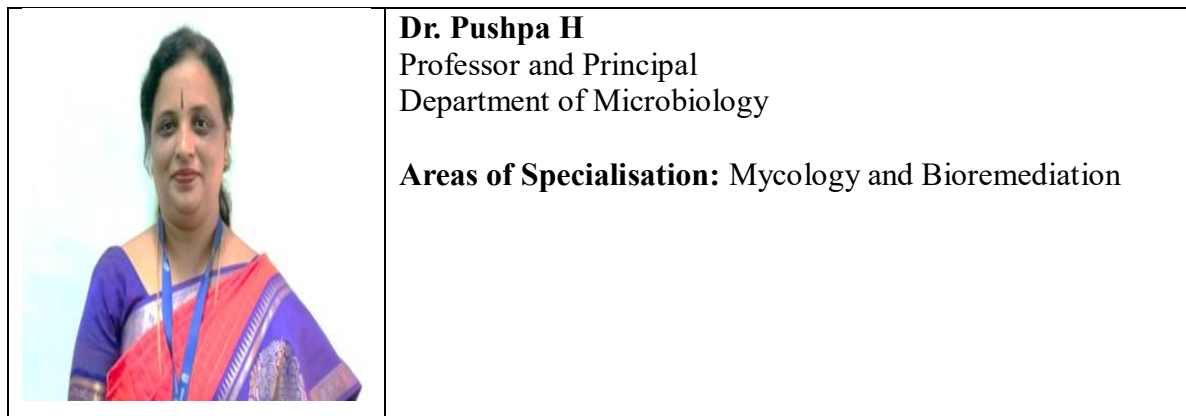 Dr. Pushpa H
Professor and Principal
Department of Microbiology
Areas of Specialisation: Mycology and Bioremediation